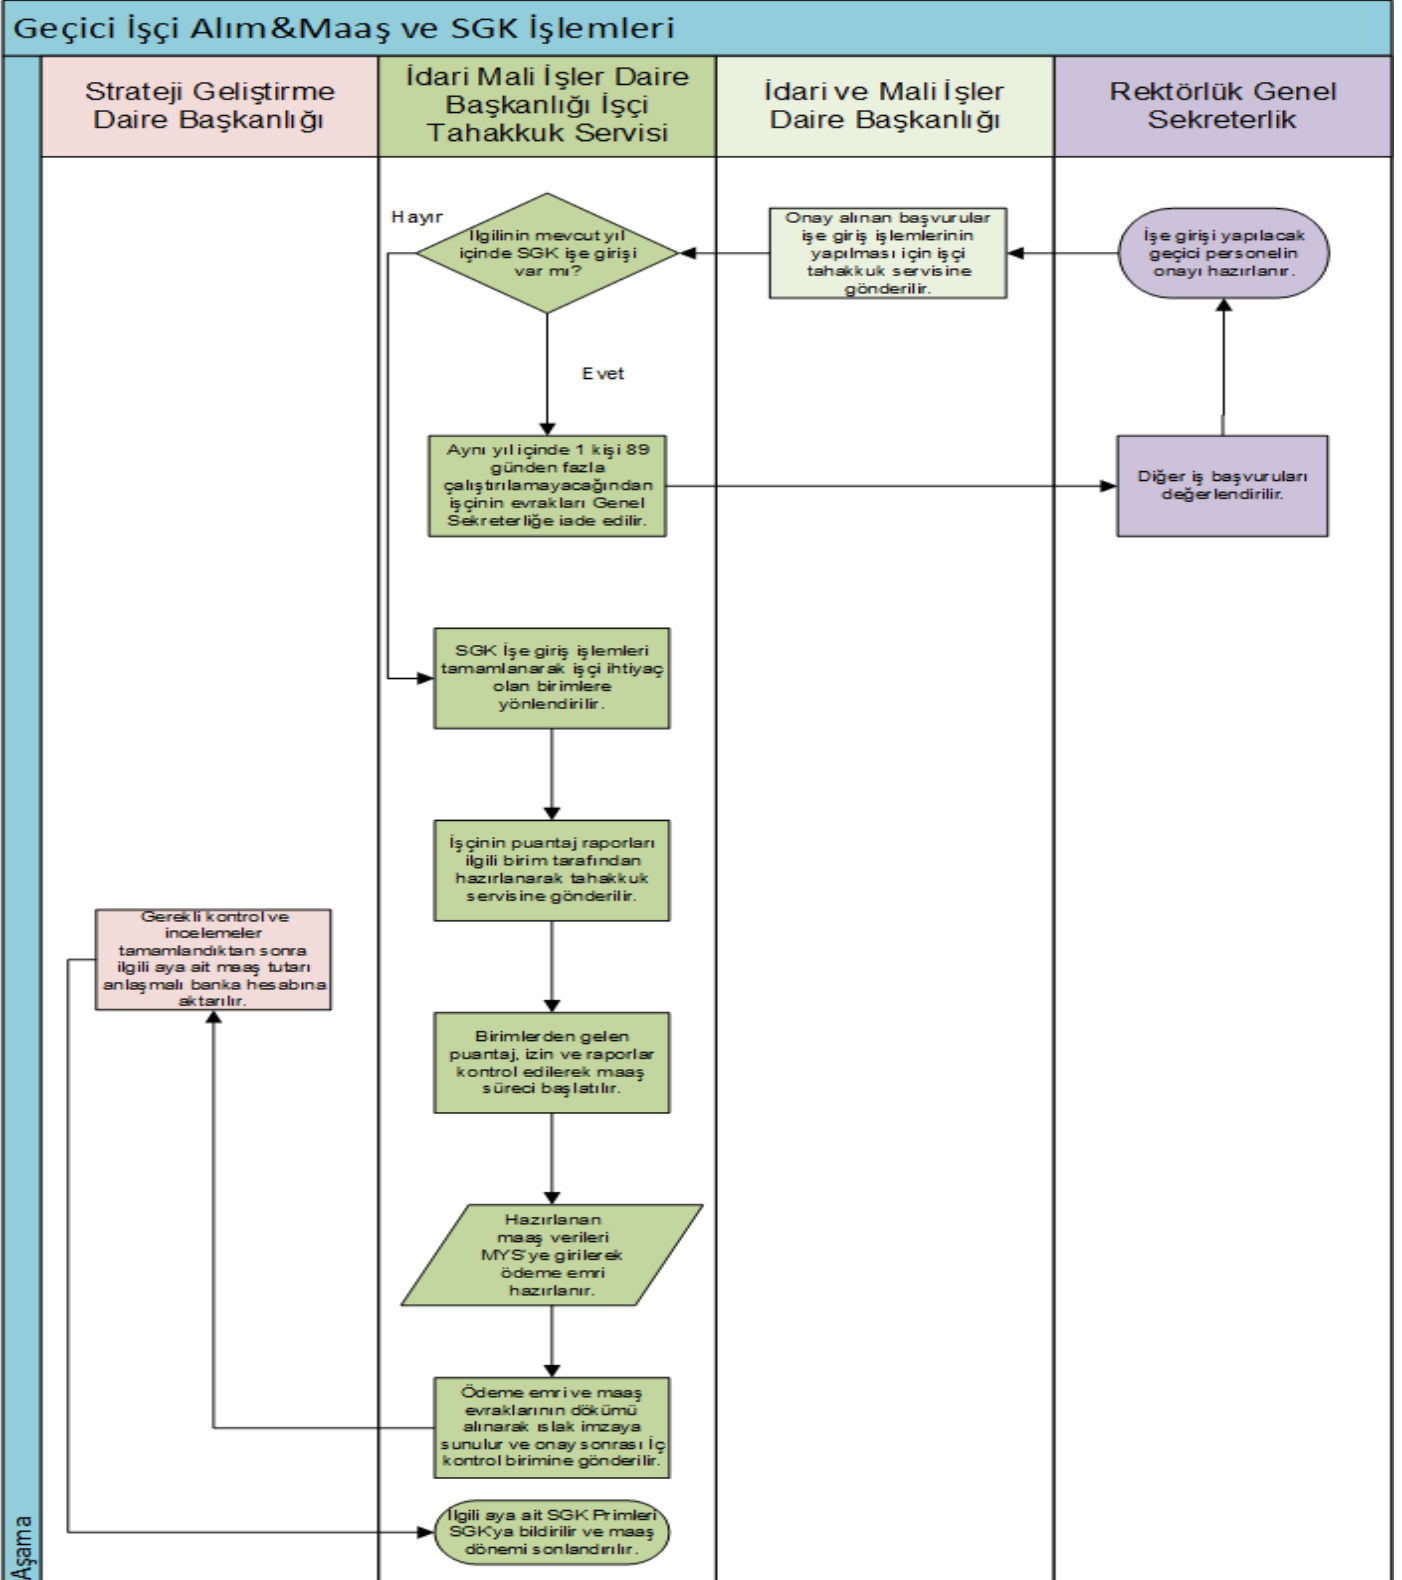 Geçici İşçi Alım&Maaş ve SGK İşlemleri
Strateji Geliştirme
Daire Başkanlığı
İdari Mali İşler Daire
Başkanlığı İşçi
Tahakkuk Servisi
İdari ve Mali İşler
Daire Başkanlığı
Rektörlük Genel
Sekreterlik
Hayır
İlgilinin mevcut yıl
içinde SGK işe girişi
var mı?
Onay alınan başvurular
işe giriş işlemlerinin
yapılması için işçi
tahakkuk servisine
gönderilir.
İşe girişi yapılacak
geçici personelin
onayı hazırlanır.
Evet
Aynı yıl içinde 1 kişi 89
günden fazla
çalıştırılamayacağından
işçinin evrakları Genel
Sekreterliğe iade edilir.
Diğer iş başvuruları
değerlendirilir.
SGK İşe giriş işlemleri
tamamlanarak işçi ihtiyaç
olan birimlere
yönlendirilir.
İşçinin puantaj raporları
ilgili birim tarafından
hazırlanarak tahakkuk
servisine gönderilir.
Gerekli kontrol ve
incelemeler
tamamlandıktan sonra
ilgili aya ait maaş tutarı
anlaşmalı banka hesabına
aktarılır.
Birimlerden gelen
puantaj, izin ve raporlar
kontrol edilerek maaş
süreci başlatılır.
Hazırlanan
maaş verileri
MYS'ye girilerek
ödeme emri
hazırlanır.
Ödeme emri ve maaş
evraklarının dökümü
alınarak ıslak imzaya
sunulur ve onay sonrası İç
kontrol birimine gönderilir.
İlgili aya ait SGK Primleri
SGK'ya bildirilir ve maaş
dönemi sonlandırılır.
Aşama